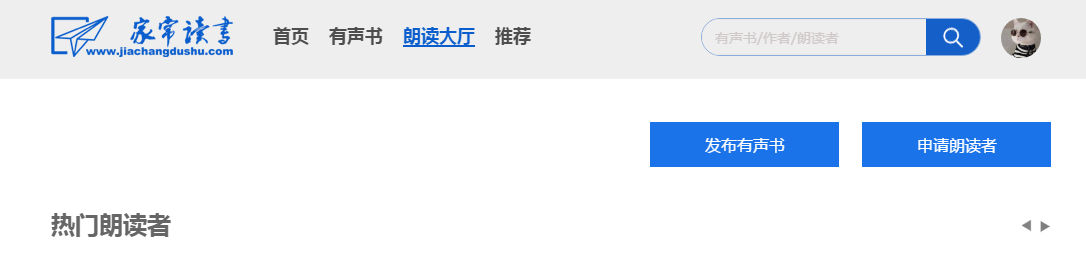 家常读书
www.jiachangdushu.com
首页 有声书 朗读大厅 推荐
有声书/作者/朗读者
发布有声书 申请朗读者
热门朗读者